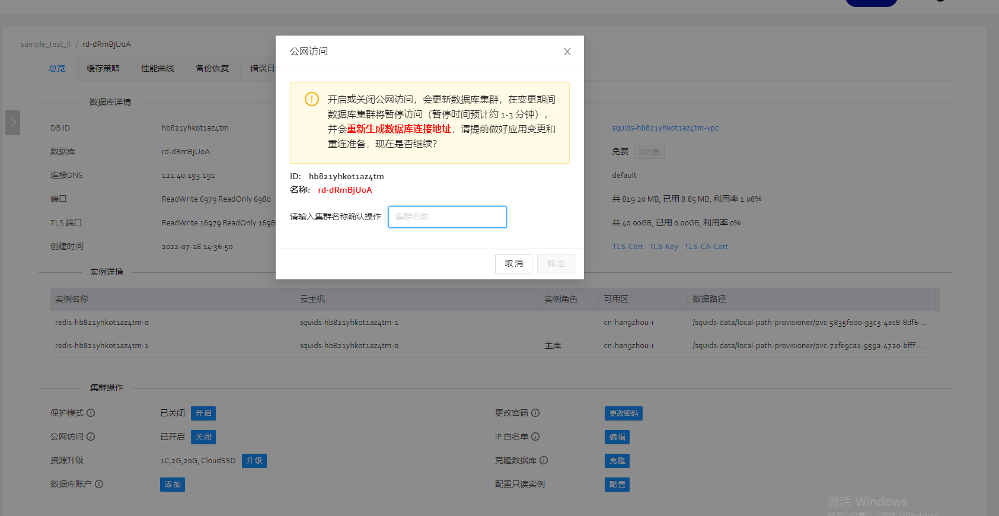 sample_test_ll / rd-dRmBjUoA
总览 缓存策略 性能曲线 备份恢复 错误日
公网访问
X
开启或关闭公网访问，会更新数据库集群，在变更期间
数据库集群将暂停访问（暂停时间预计约 1-3 分钟），
并会重新生成数据库连接地址，请提前做好应用变更和
重连准备，现在是否继续?
ID: hb821yhkot1az4tm
名称: rd-dRmBjUoA
请输入集群名称确认操作 集群名称
取消 确定
数据库详情
DB ID hb821yhkot1az4tm squids-hb821yhkot1az4tm-vpc
数据库 rd-dRmBjUoA 免费 转付费
连接DNS 121.40.193.191 default
端口 ReadWrite 6979 ReadOnly 6980 共 819.20 MB, 已用 8.85 MB, 利用率 1.08%
TLS 端口 ReadWrite 16979 ReadOnly 1698 共 40.00GB, 已用 0.00GB, 利用率 0%
创建时间 2022-07-18 14:36:50 TLS-Cert TLS-Key TLS-CA-Cert
实例详情
实例名称 云主机 实例角色 可用区 数据路径
redis-hb821yhkot1az4tm-0 squids-hb821yhkot1az4tm-1 cn-hangzhou-i /squids-data/local-path-provisioner/pvc-5835fe00-93c3-4ec8-8df6-...
redis-hb821yhkot1az4tm-1 squids-hb821yhkot1az4tm-0 主库 cn-hangzhou-i /squids-data/local-path-provisioner/pvc-72fe9ca1-959a-4720-bfff-...
集群操作
保护模式 已关闭 开启 更改密码 更改密码
公网访问 已开启 关闭 IP 白名单 编辑
资源升级 1C,2G,20G, CloudSSD 升级 克隆数据库 克隆
数据库账户 添加 配置只读实例 配置
激活 Windows
转到"设置"以激活 Windows